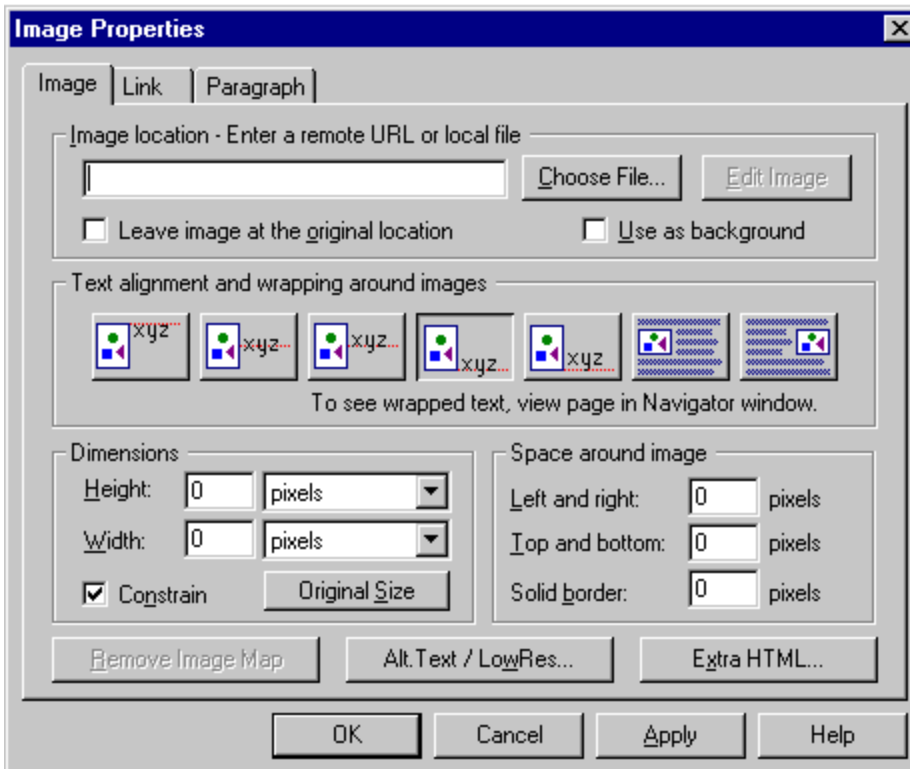 Image Properties
Image Link Paragraph
Image location - Enter a remote URL or local file
Choose File... Edit Image
Leave image at the original location Use as background
Text alignment and wrapping around images
xyz xyz... xyz... xyz... xyz...
To see wrapped text, view page in Navigator window.
Dimensions Space around image
Height: 0 pixels Left and right: 0 pixels
Width: 0 pixels Top and bottom: 0 pixels
Constrain Original Size Solid border: 0 pixels
Remove Image Map Alt.Text / LowRes... Extra HTML...
OK Cancel Apply Help